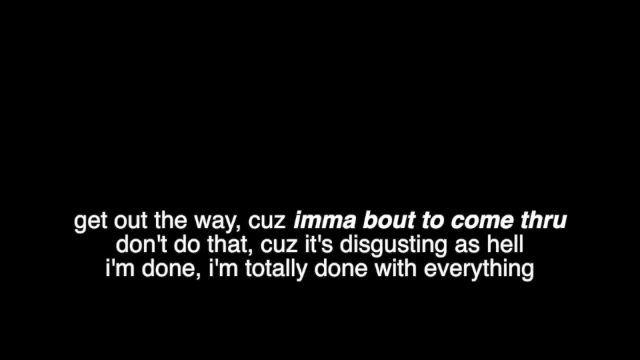 get out the way, cuz imma bout to come thru
don't do that, cuz it's disgusting as hell
i'm done, i'm totally done with everything